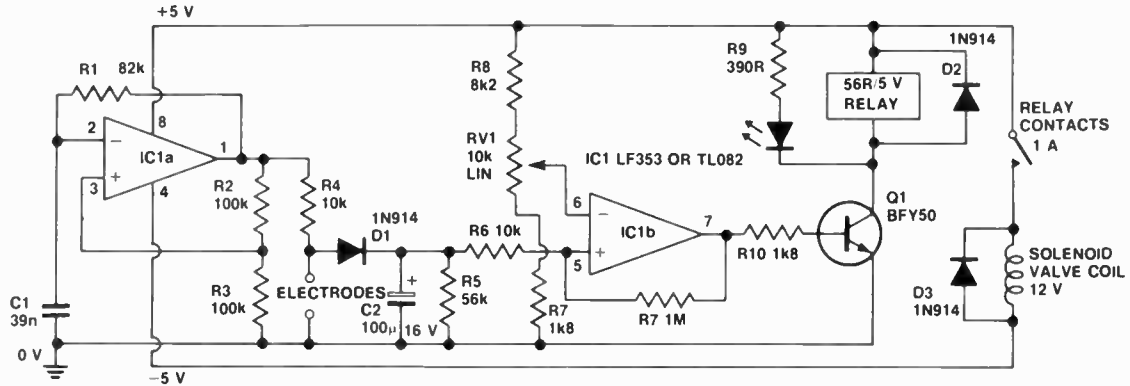 +5 V
R1
82k
2
8
1
IC1a
3
4
R2
100k
R4
10k
R3
100k
C1
39n
0 V
−5 V
1N914
D1
ELECTRODES
+
C2
100µ
16 V
R5
56k
R6 10k
R8
8k2
RV1
10k
LIN
IC1 LF353 OR TL082
6
7
IC1b
5
R7
1k8
R7 1M
R10 1k8
R9
390R
56R/5 V
RELAY
1N914
D2
Q1
BFY50
RELAY
CONTACTS
1 A
D3
1N914
SOLENOID
VALVE COIL
12 V